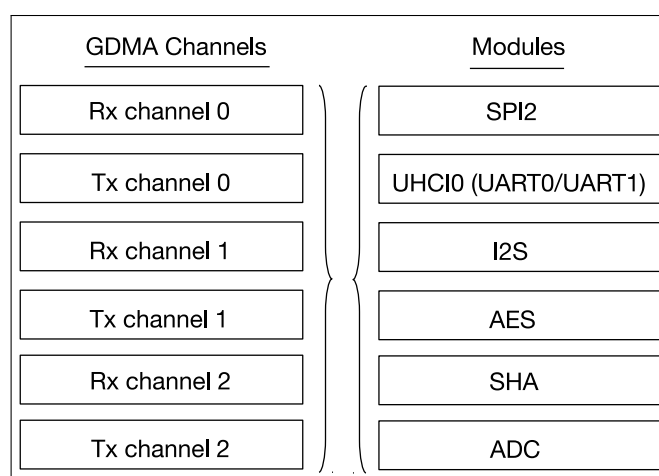 GDMA Channels
Modules
Rx channel 0
SPI2
Tx channel 0
UHCI0 (UART0/UART1)
Rx channel 1
I2S
Tx channel 1
AES
Rx channel 2
SHA
Tx channel 2
ADC